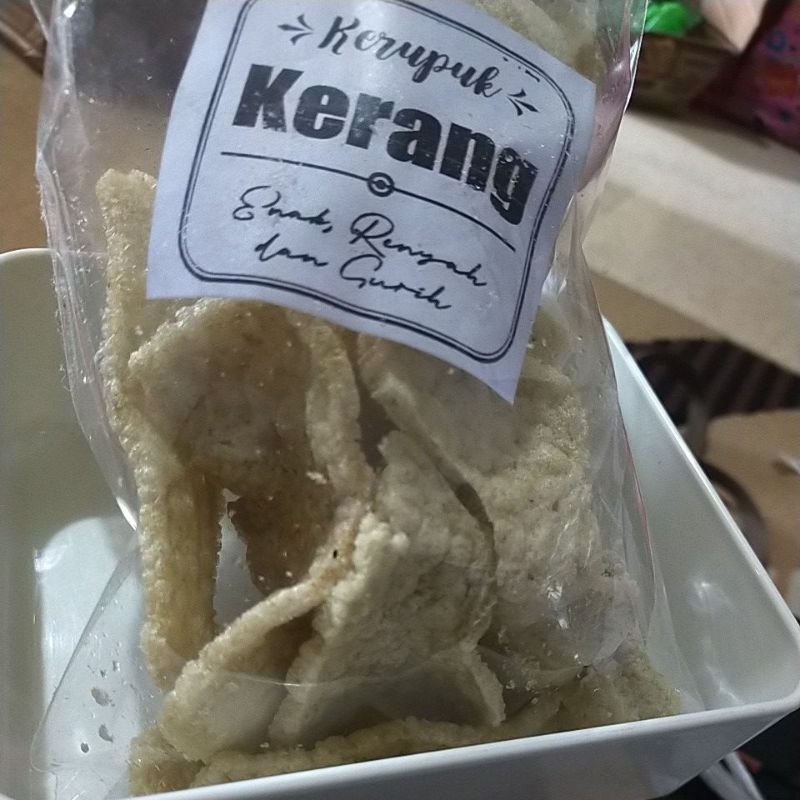 Kerupuk
Kerang
Enak, Renyah
dan Gurih